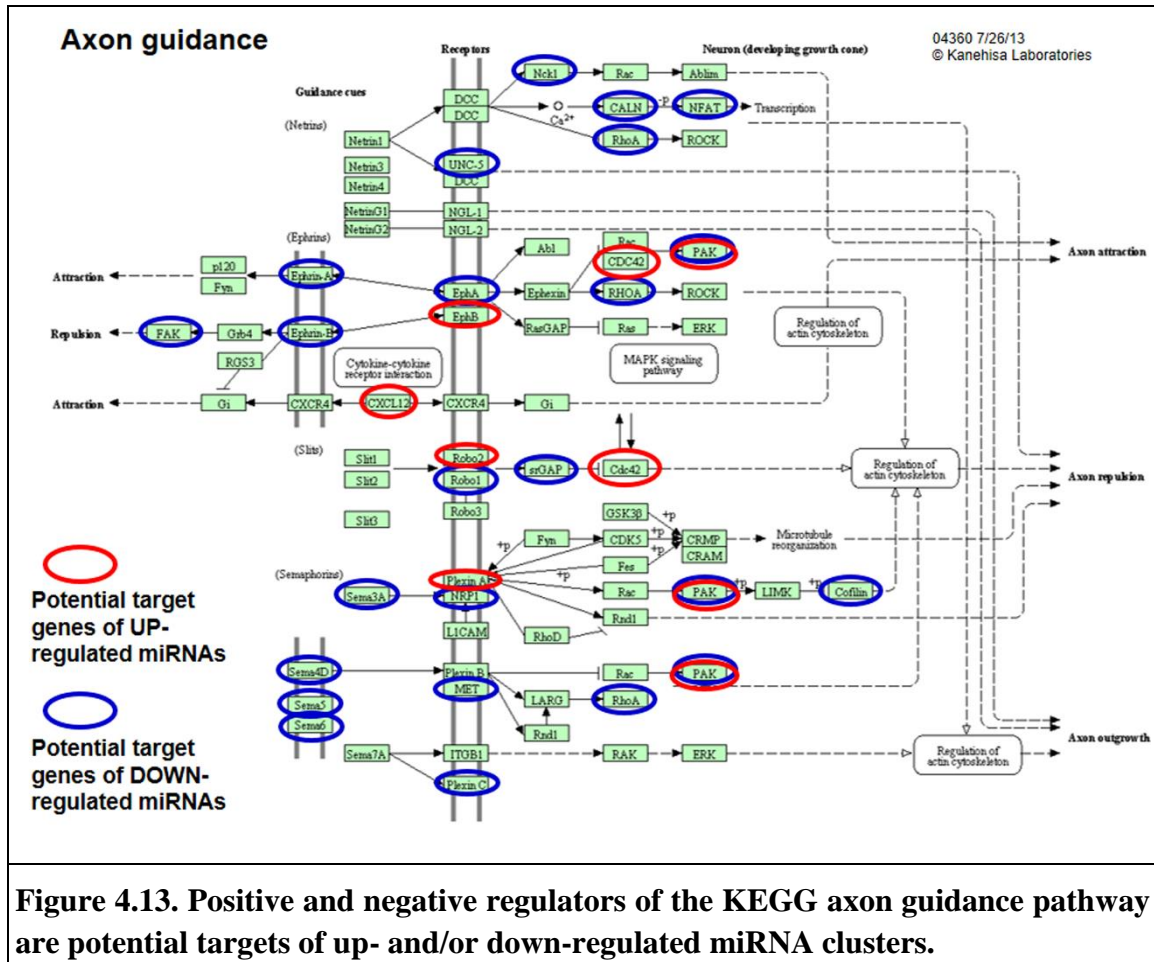 Axon guidance
04360 7/26/13
© Kanehisa Laboratories
Receptors
Neuron (developing growth cone)
Guidance cues
Nck1
Rac
Ablim
DCC
DCC
Ca2+
CALN
-p
NFAT
Transcription
(Netrins)
Netrin1
RhoA
ROCK
UNC-5
DCC
Netrin3
Netrin4
NetrinG1
NGL-1
NetrinG2
NGL-2
(Ephrins)
Abl
Rac
CDC42
PAK
Axon attraction
Attraction
p120
Fyn
Ephrin-A
EphA
Ephexin
RHOA
ROCK
EphB
Repulsion
FAK
Grb4
Ephrin-B
RasGAP
Ras
ERK
Regulation of
actin cytoskeleton
RGS3
Cytokine-cytokine
receptor interaction
MAPK signaling
pathway
Attraction
Gi
CXCR4
CXCL12
CXCR4
Gi
(Slits)
Slit1
Slit2
Slit3
Robo2
Robo1
Robo3
srGAP
Cdc42
Regulation of
actin cytoskeleton
Axon repulsion
GSK3β
+p
Fyn
CDK5
+p
CRMP
CRAM
Microtubule
reorganization
+p
Fes
+p
+p
(Semaphorins)
Plexin A
Sema3A
NRP1
Rac
PAK
+p
LIMK
+p
Cofilin
Rnd1
L1CAM
RhoD
Sema4D
Plexin B
MET
Rac
PAK
Sema5
LARG
RhoA
Sema6
Rnd1
Sema7A
ITGB1
RAK
ERK
Regulation of
actin cytoskeleton
Axon outgrowth
Plexin C
Potential target
genes of UP-
regulated miRNAs
Potential target
genes of DOWN-
regulated miRNAs
Figure 4.13. Positive and negative regulators of the KEGG axon guidance pathway
are potential targets of up- and/or down-regulated miRNA clusters.